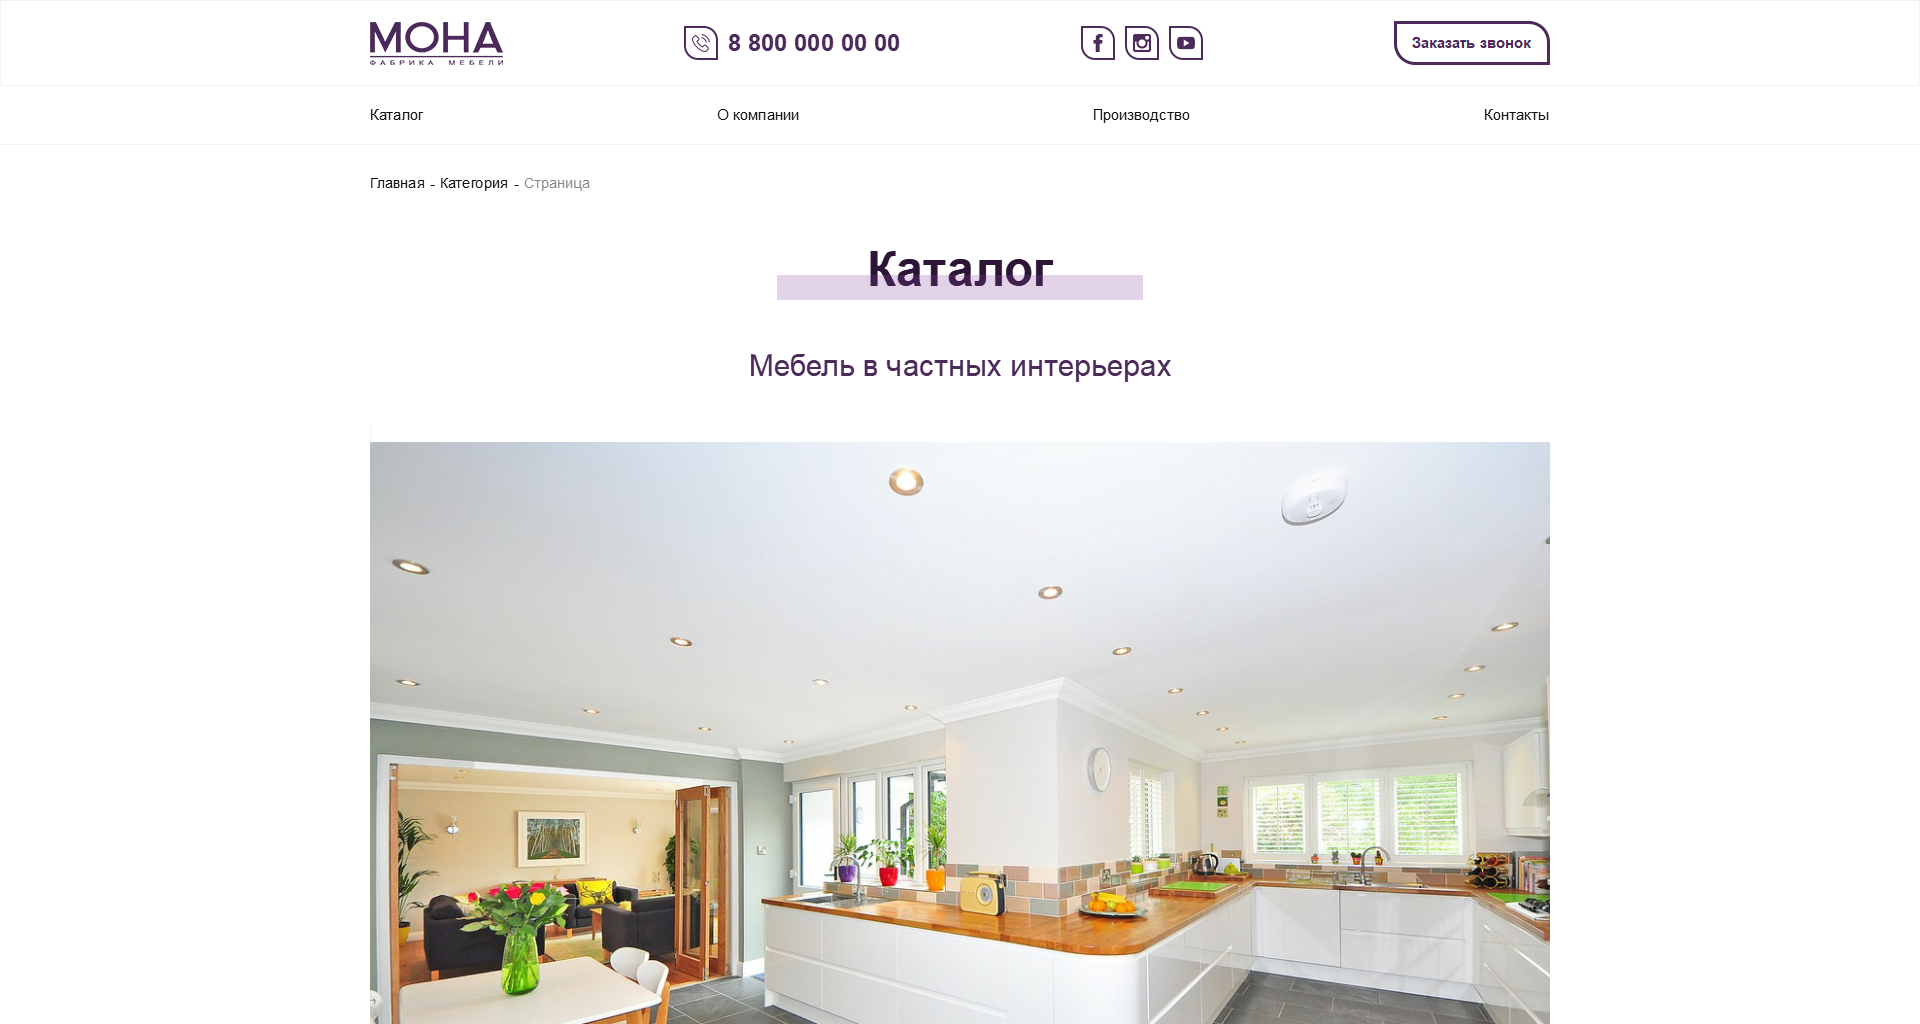 МОНА
ФАБРИКА МЕБЕЛИ
8 800 000 00 00
Заказать звонок
Каталог
О компании
Производство
Контакты
Главная - Категория - Страница
Каталог
Мебель в частных интерьерах